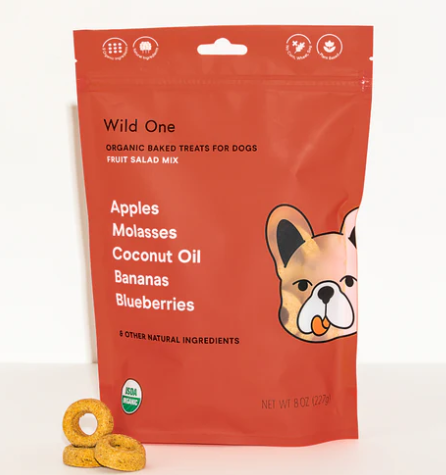 Wild One
ORGANIC BAKED TREATS FOR DOGS
FRUIT SALAD MIX
Apples
Molasses
Coconut Oil
Bananas
Blueberries
& OTHER NATURAL INGREDIENTS
USDA
ORGANIC
NET WT 8 OZ (227g)